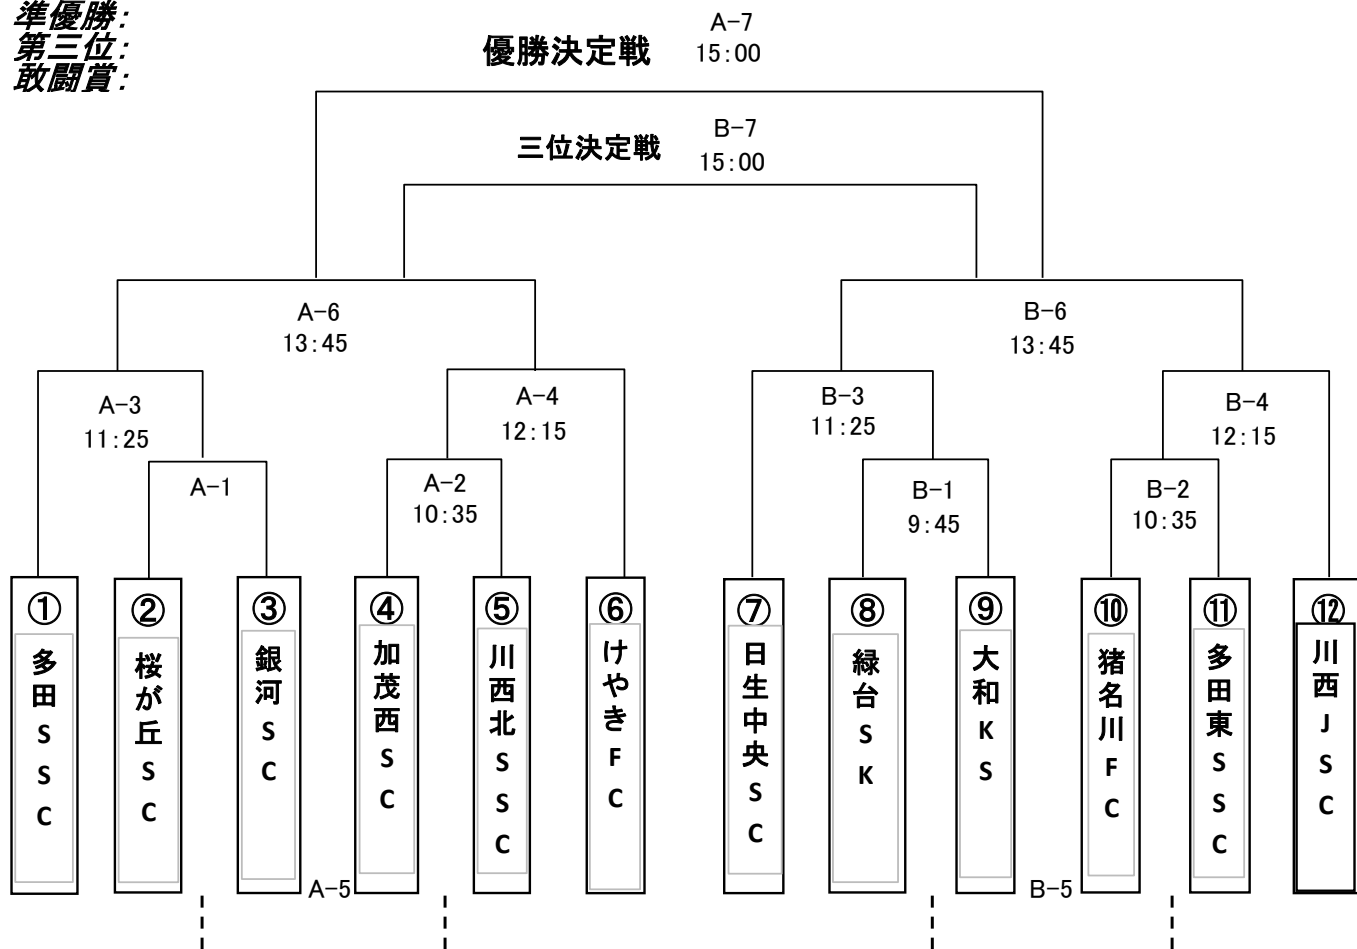 準優勝:
第三位:
敢闘賞:
優勝決定戦
A-7
15:00
三位決定戦
B-7
15:00
A-6
13:45
B-6
13:45
A-3
11:25
A-4
12:15
B-3
11:25
B-4
12:15
A-1
A-2
10:35
B-1
9:45
B-2
10:35
①
多田SSC
②
桜が丘SC
③
銀河SC
④
加茂西SC
⑤
川西北SSC
⑥
けやきFC
⑦
日生中央SC
⑧
緑台SK
⑨
大和KS
⑩
猪名川FC
⑪
多田東SSC
⑫
川西JSC
A-5
B-5